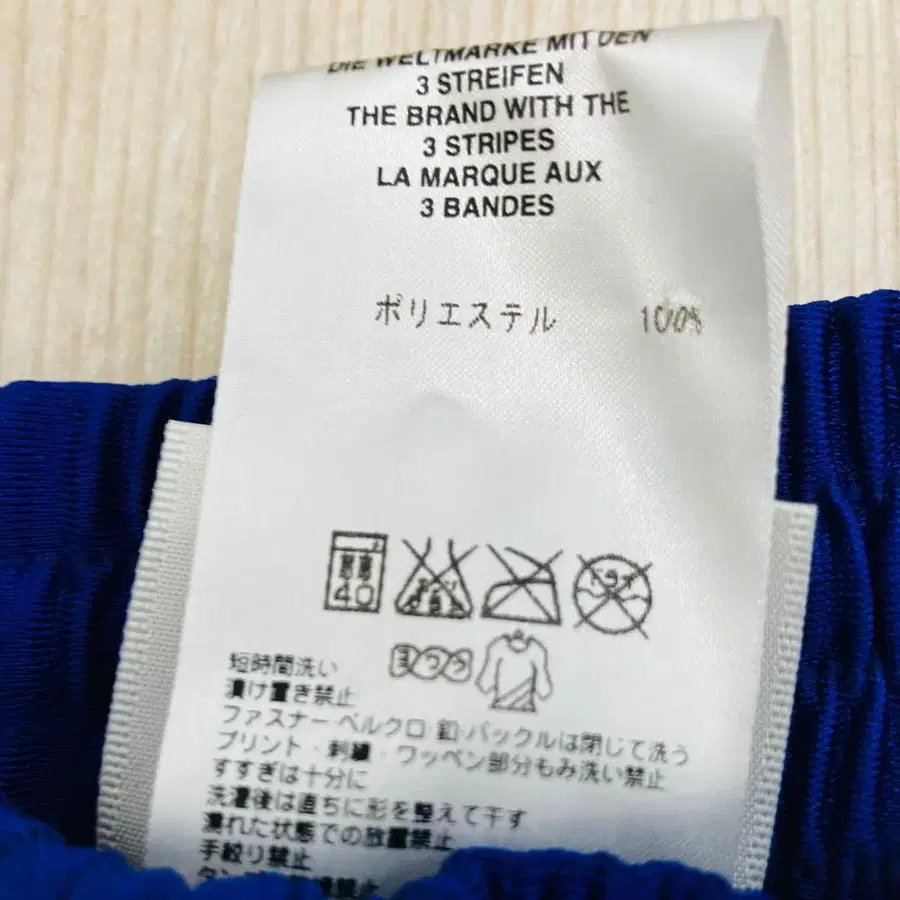 DIE WELTMARKE MIT DEN
3 STREIFEN
THE BRAND WITH THE
3 STRIPES
LA MARQUE AUX
3 BANDES
ポリエステル 100%
40
ドライ
短時間洗い
漬け置き禁止
ファスナー・ベルクロ・釦・バックルは閉じて洗う
プリント・刺繍・ワッペン部分もみ洗い禁止
すすぎは十分に
洗濯後は直ちに形を整えて干す
濡れた状態での放置禁止
手絞り禁止